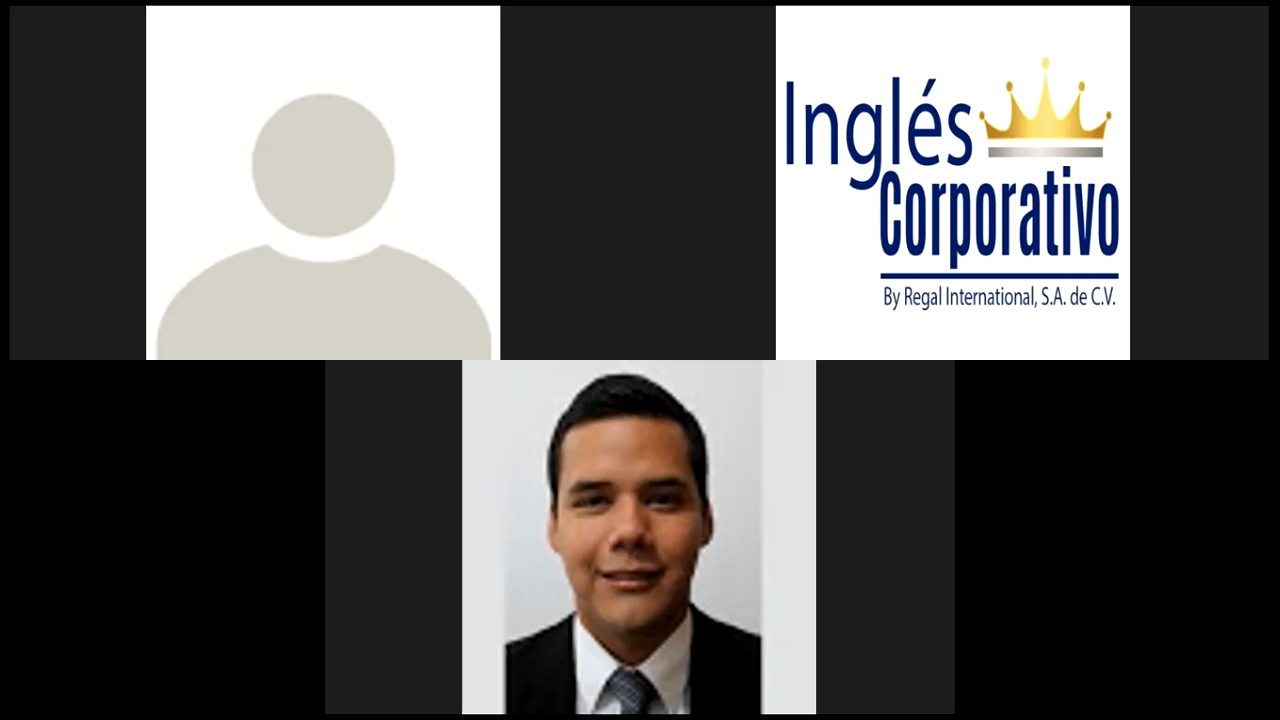 Inglés
Corporativo
By Regal International, S.A. de C.V.